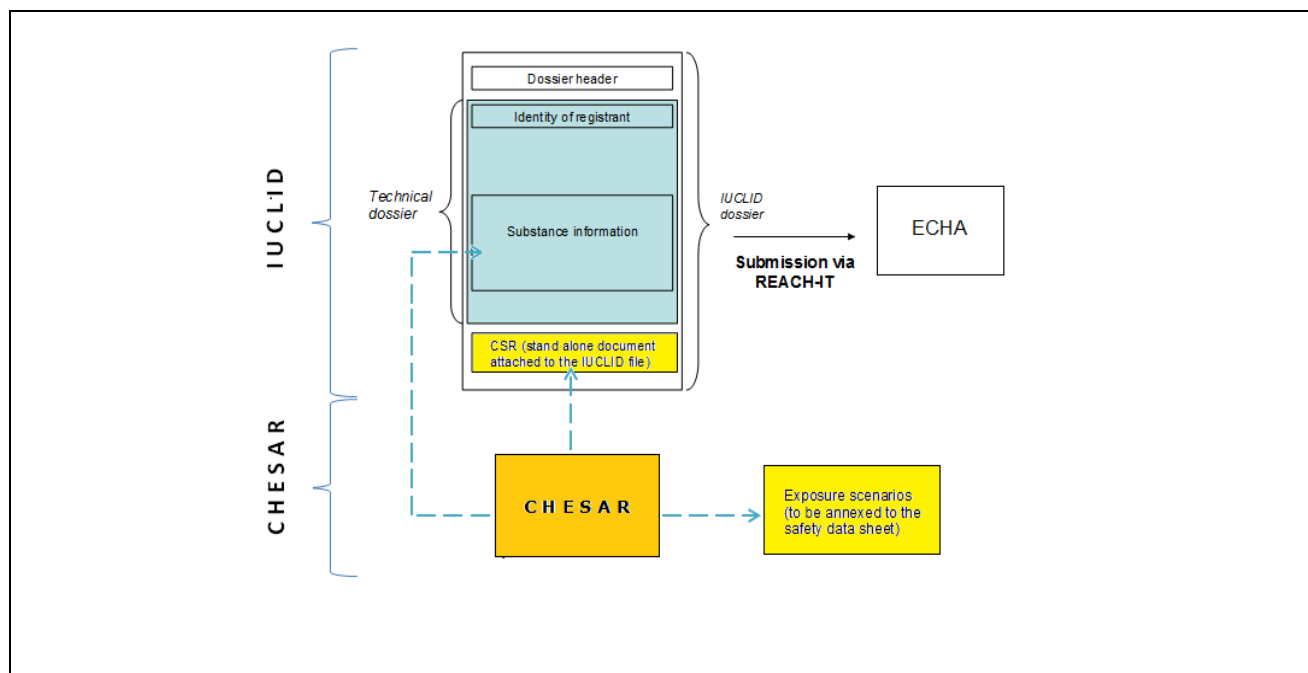 IUCLID
Dossier header
Identity of registrant
Technical
dossier
Substance information
IUCLID
dossier
Submission via
REACH-IT
ECHA
CSR (stand alone document
attached to the IUCLID file)
CHESAR
CHESAR
Exposure scenarios
(to be annexed to the
safety data sheet)